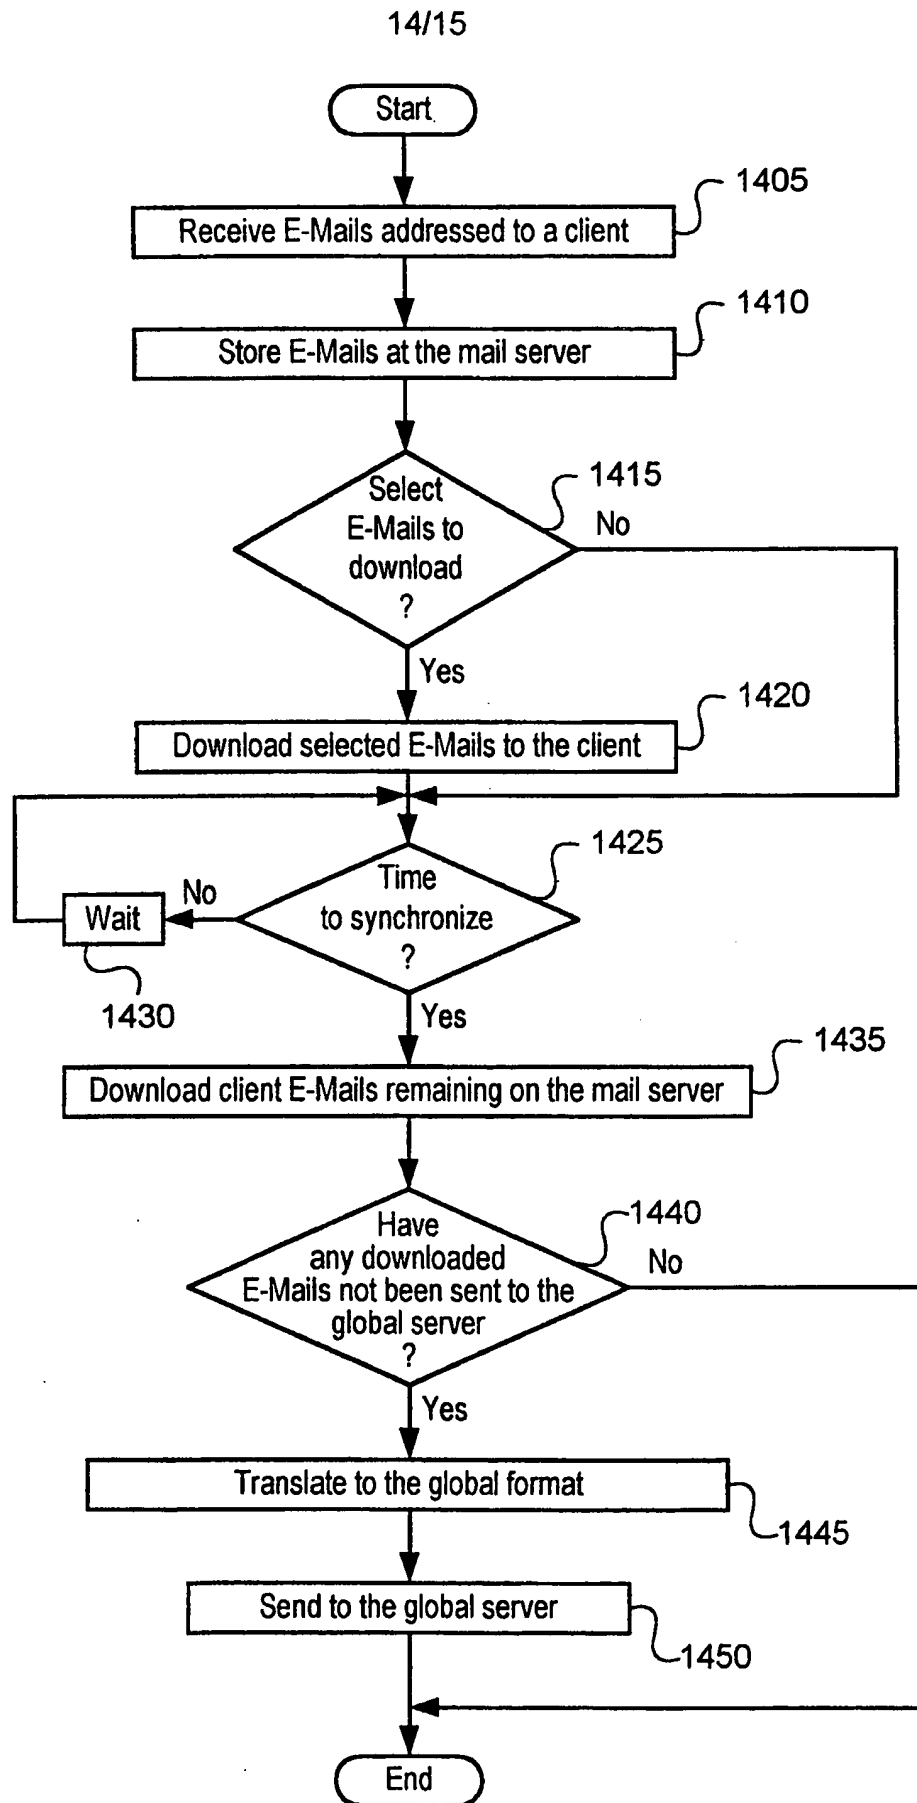 14/15
Start
1405
Receive E-Mails addressed to a client
1410
Store E-Mails at the mail server
1415
Select
E-Mails to
download
?
No
Yes
1420
Download selected E-Mails to the client
1425
Time
to synchronize
?
No
Wait
1430
Yes
1435
Download client E-Mails remaining on the mail server
1440
Have
any downloaded
E-Mails not been sent to the
global server
?
No
Yes
Translate to the global format
1445
Send to the global server
1450
End